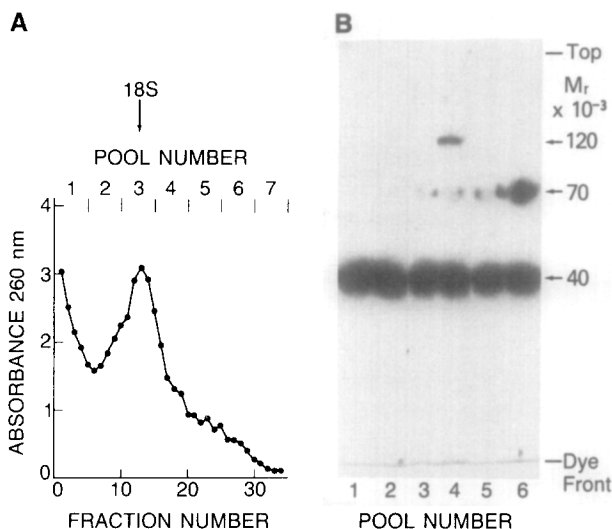 A
18S
POOL NUMBER
1 2 3 4 5 6 7
4
3
2
1
0
ABSORBANCE 260 nm
0 10 20 30
FRACTION NUMBER
B
Top
Mr
x 10⁻³
120
70
40
Dye
Front
1 2 3 4 5 6
POOL NUMBER